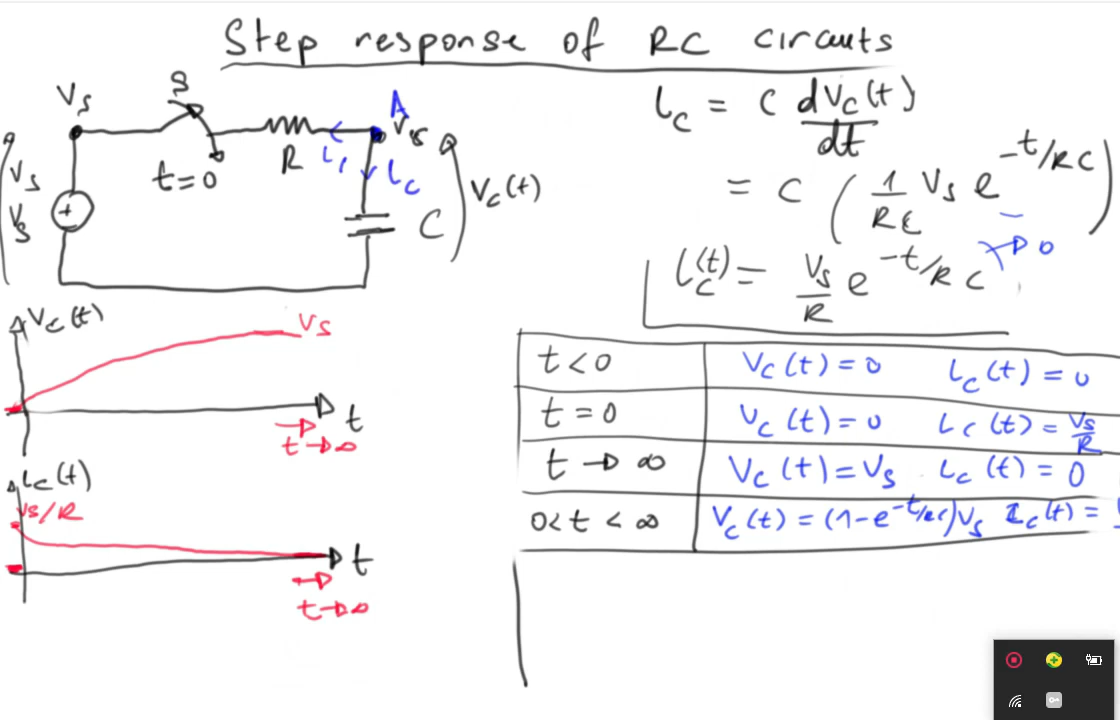 Step response of RC circuits
Vs
S
A
Vs
Vs
Vs
+
t=0
R
i1
ic
C
Vc(t)
ic = C dVc(t)/dt
= C ( 1/RC Vs e^-t/RC )
→ 0
ic(t) = Vs/R e^-t/RC
Vc(t)
Vs
t
t→∞
ic(t)
Vs/R
t
t→∞
t<0 Vc(t)=0 ic(t)=0
t=0 Vc(t)=0 ic(t)=Vs/R
t→∞ Vc(t)=Vs ic(t)=0
0<t<∞ Vc(t)=(1-e^-t/RC)Vs ic(t)=